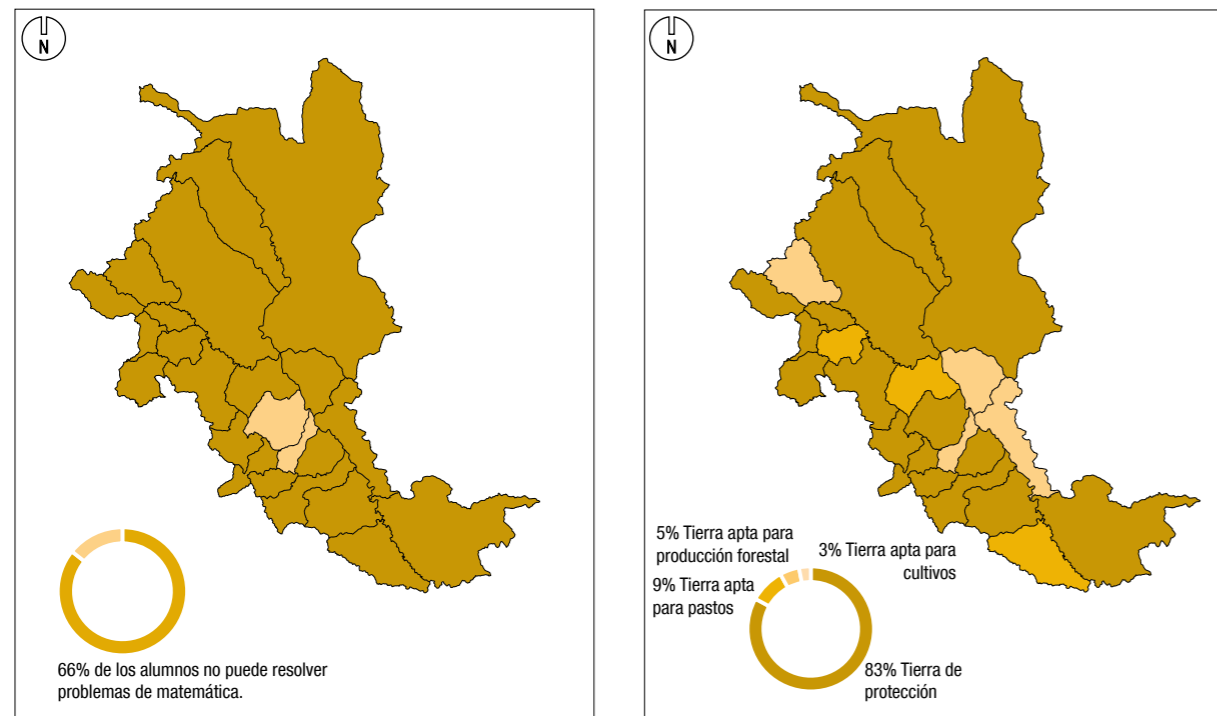 N
66% de los alumnos no puede resolver
problemas de matemática.
N
5% Tierra apta para
producción forestal
3% Tierra apta para
cultivos
9% Tierra apta
para pastos
83% Tierra de
protección